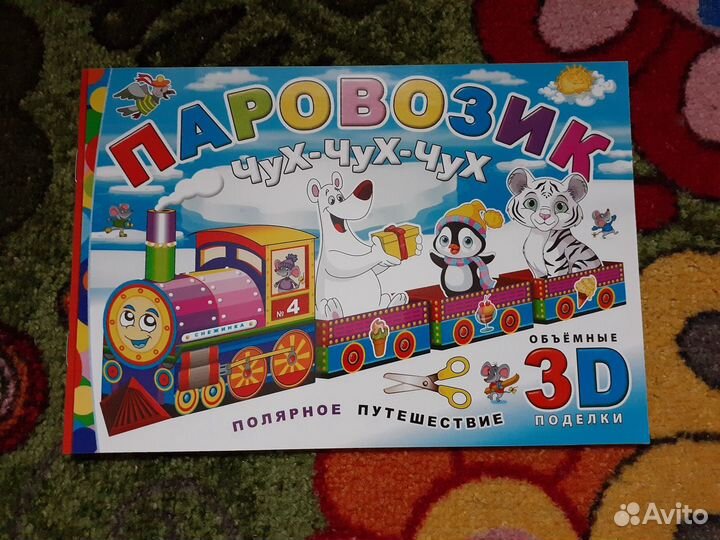 ПАРОВОЗИК
ЧУХ-ЧУХ-ЧУХ
№ 4
СНЕЖИНКА
ОБЪЁМНЫЕ
3D
ПОДЕЛКИ
ПОЛЯРНОЕ ПУТЕШЕСТВИЕ
Avito